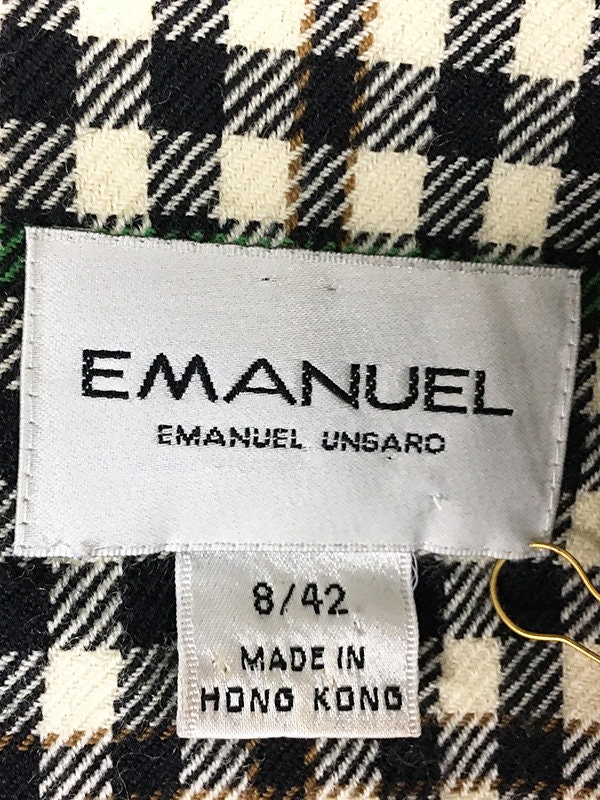 EMANUEL
EMANUEL UNGARO
8/42
MADE IN
HONG KONG